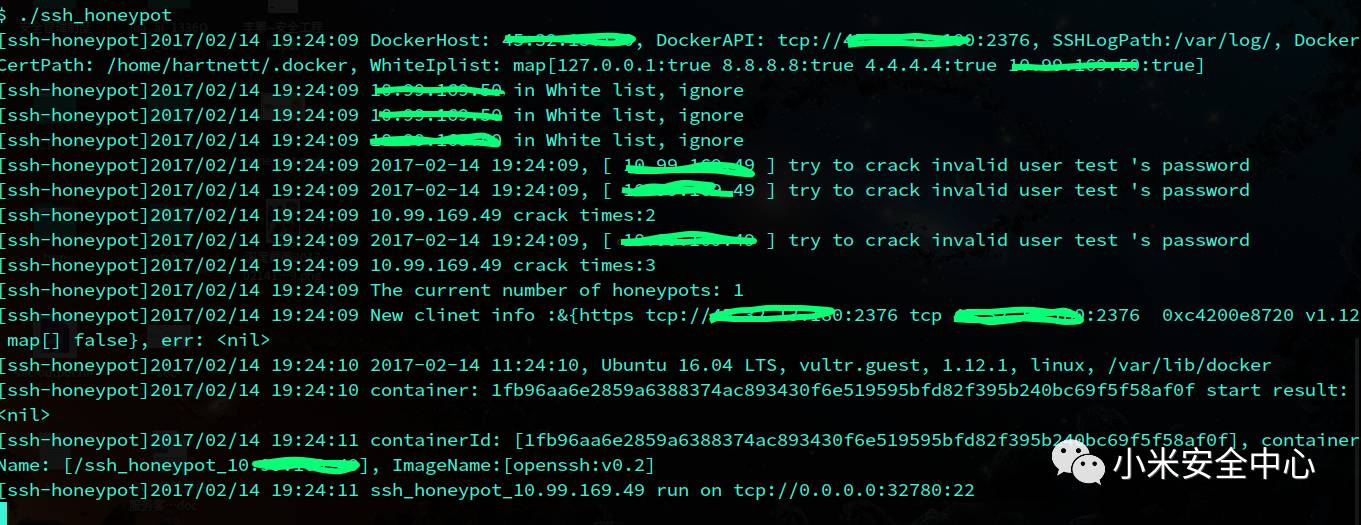 $ ./ssh_honeypot
[ssh-honeypot]2017/02/14 19:24:09 DockerHost: , DockerAPI: tcp:// :2376, SSHLogPath:/var/log/, Docker
CertPath: /home/hartnett/.docker, WhiteIplist: map[127.0.0.1:true 8.8.8.8:true 4.4.4.4:true :true]
[ssh-honeypot]2017/02/14 19:24:09 in White list, ignore
[ssh-honeypot]2017/02/14 19:24:09 in White list, ignore
[ssh-honeypot]2017/02/14 19:24:09 in White list, ignore
[ssh-honeypot]2017/02/14 19:24:09 2017-02-14 19:24:09, [ ] try to crack invalid user test 's password
[ssh-honeypot]2017/02/14 19:24:09 2017-02-14 19:24:09, [ ] try to crack invalid user test 's password
[ssh-honeypot]2017/02/14 19:24:09 10.99.169.49 crack times:2
[ssh-honeypot]2017/02/14 19:24:09 2017-02-14 19:24:09, [ ] try to crack invalid user test 's password
[ssh-honeypot]2017/02/14 19:24:09 10.99.169.49 crack times:3
[ssh-honeypot]2017/02/14 19:24:09 The current number of honeypots: 1
[ssh-honeypot]2017/02/14 19:24:09 New clinet info :&{https tcp:// :2376 tcp :2376  0xc4200e8720 v1.12
map[] false}, err: <nil>
[ssh-honeypot]2017/02/14 19:24:10 2017-02-14 11:24:10, Ubuntu 16.04 LTS, vultr.guest, 1.12.1, linux, /var/lib/docker
[ssh-honeypot]2017/02/14 19:24:10 container: 1fb96aa6e2859a6388374ac893430f6e519595bfd82f395b240bc69f5f58af0f start result:
<nil>
[ssh-honeypot]2017/02/14 19:24:11 containerId: [1fb96aa6e2859a6388374ac893430f6e519595bfd82f395b240bc69f5f58af0f], container
Name: [/ssh_honeypot_10. ], ImageName:[openssh:v0.2]
[ssh-honeypot]2017/02/14 19:24:11 ssh_honeypot_10.99.169.49 run on tcp://0.0.0.0:32780:22
小米安全中心